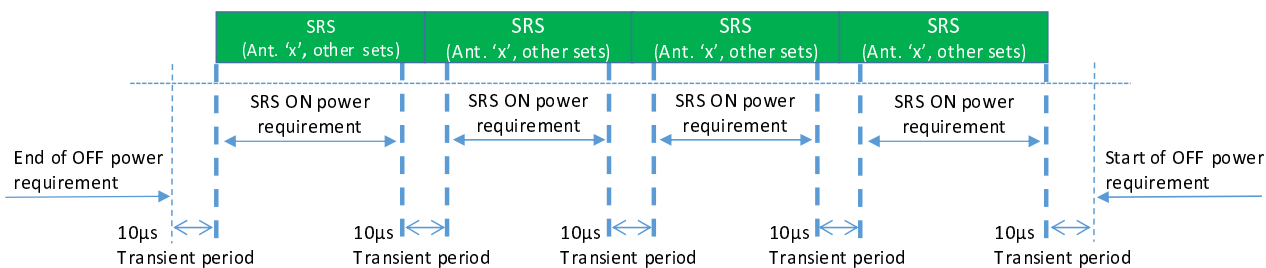 SRS
(Ant. ‘x’, other sets)
SRS
(Ant. ‘x’, other sets)
SRS
(Ant. ‘x’, other sets)
SRS
(Ant. ‘x’, other sets)
SRS ON power
requirement
SRS ON power
requirement
SRS ON power
requirement
SRS ON power
requirement
End of OFF power
requirement
Start of OFF power
requirement
10µs
Transient period
10µs
Transient period
10µs
Transient period
10µs
Transient period
10µs
Transient period